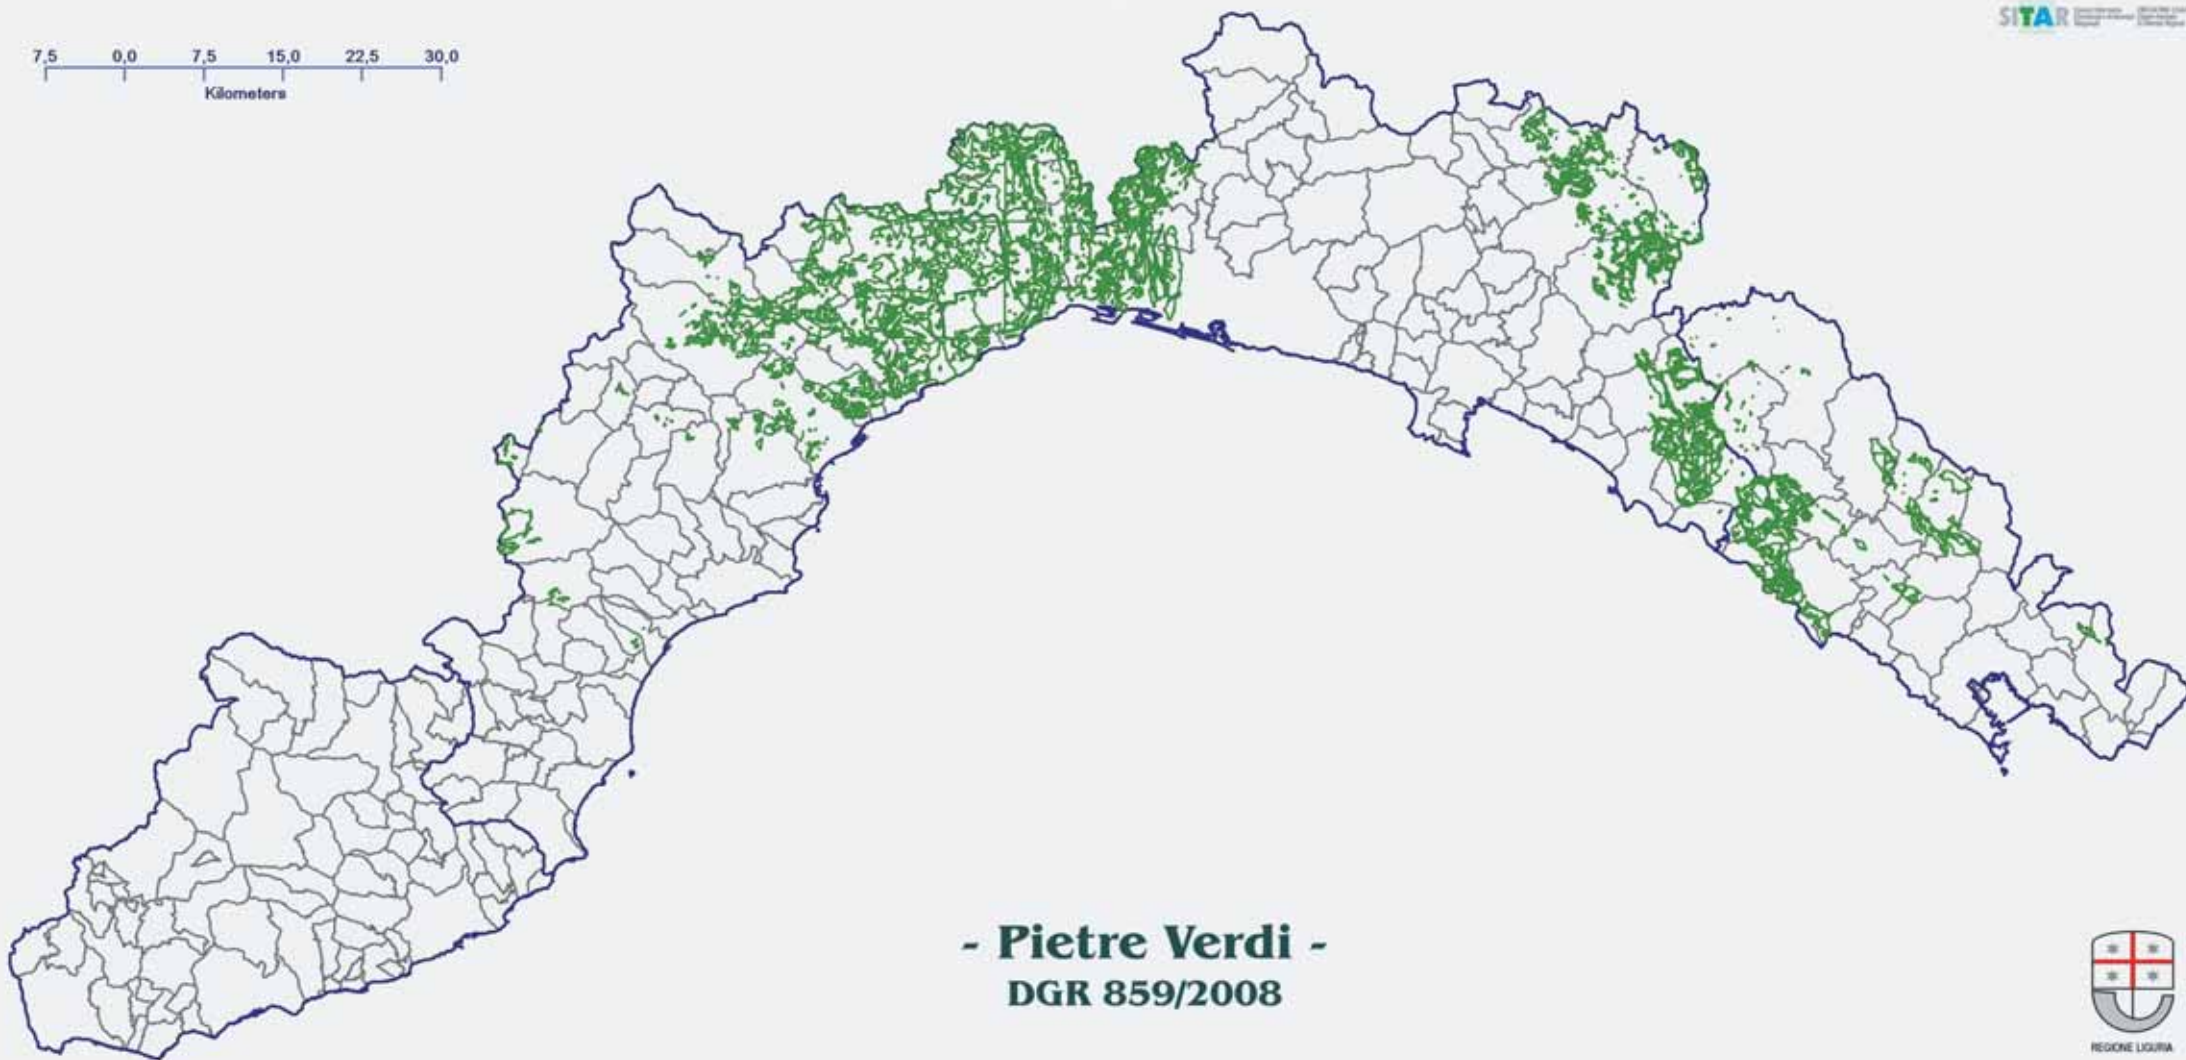 SITAR
7,5 0,0 7,5 15,0 22,5 30,0
Kilometers
- Pietre Verdi -
DGR 859/2008
REGIONE LIGURIA